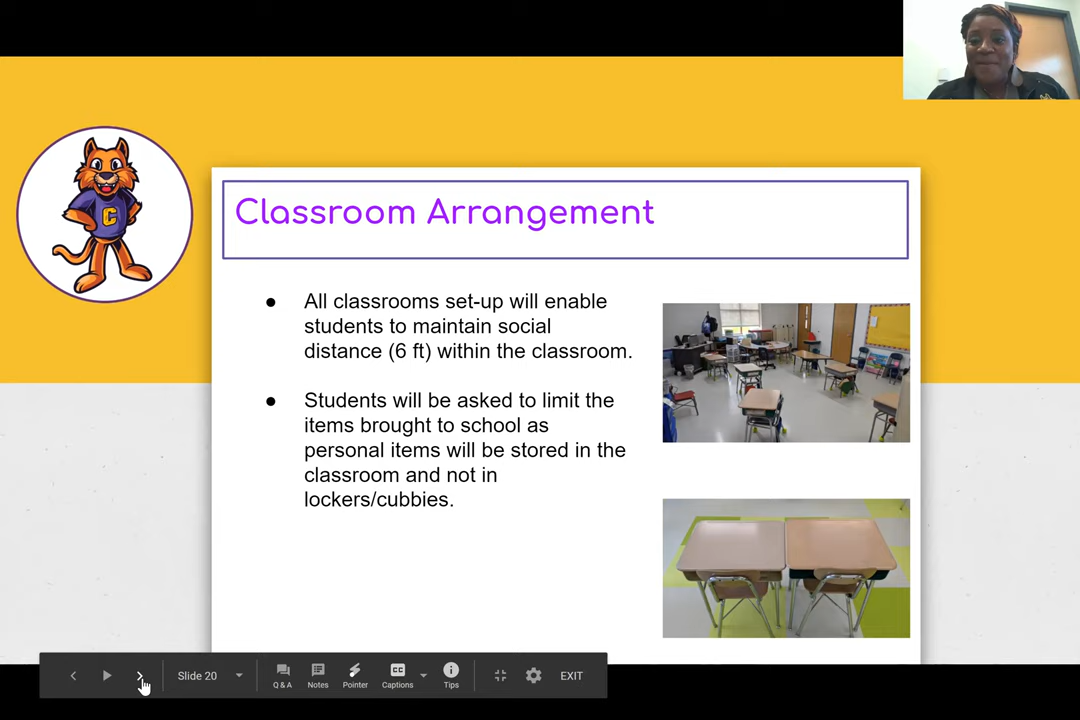 C
Classroom Arrangement
● All classrooms set-up will enable
students to maintain social
distance (6 ft) within the classroom.
● Students will be asked to limit the
items brought to school as
personal items will be stored in the
classroom and not in
lockers/cubbies.
Slide 20
Q & A
Notes
Pointer
CC
Captions
Tips
EXIT